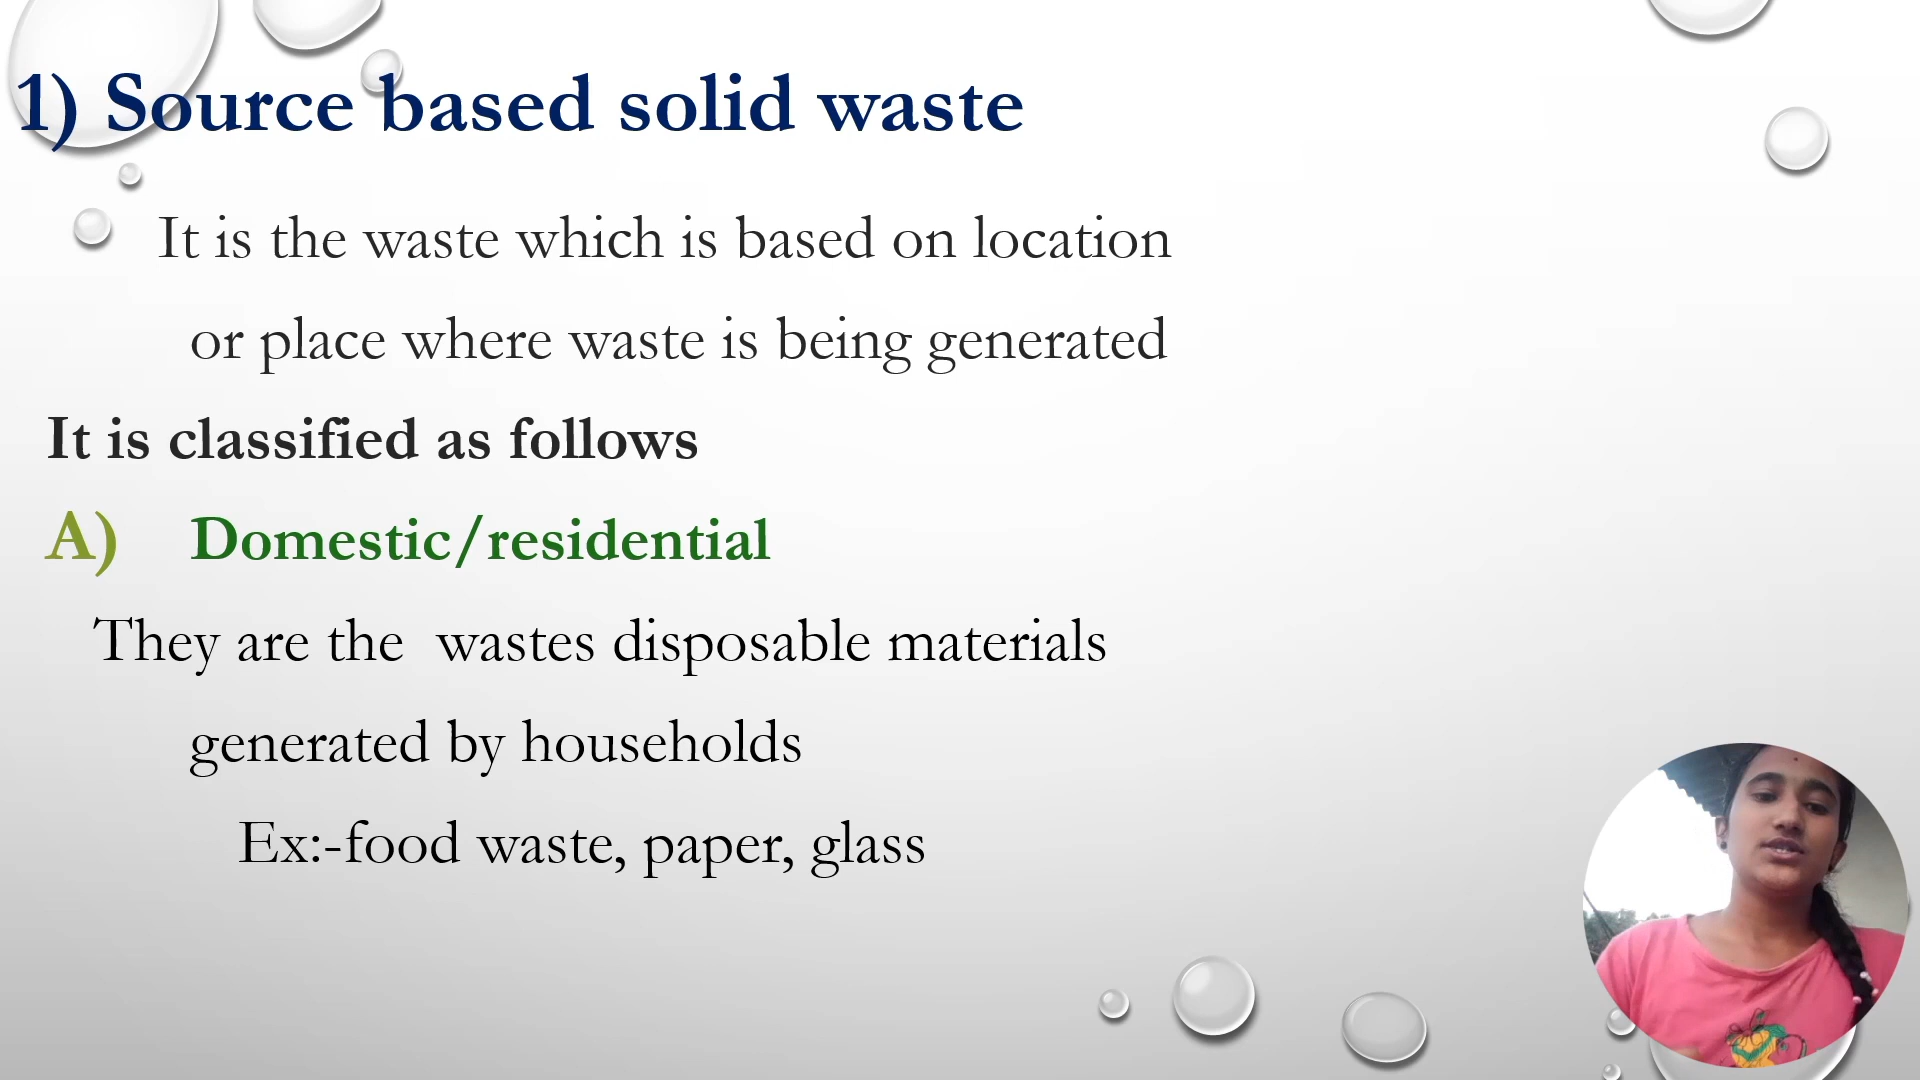 1) Source based solid waste
It is the waste which is based on location
or place where waste is being generated
It is classified as follows
A) Domestic/residential
They are the  wastes disposable materials
generated by households
Ex:-food waste, paper, glass